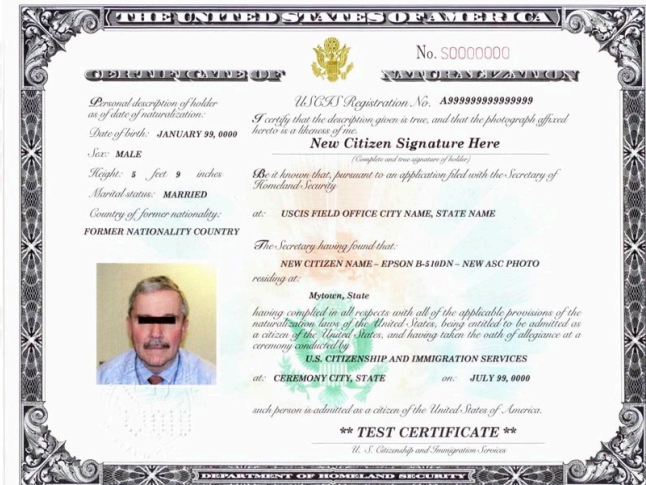 THE UNITED STATES OF AMERICA
No. S0000000
CERTIFICATE OF NATURALIZATION
Personal description of holder
as of date of naturalization:
Date of birth: JANUARY 99, 0000
Sex: MALE
Height: 5 feet 9 inches
Marital status: MARRIED
Country of former nationality:
FORMER NATIONALITY COUNTRY
USCIS Registration No. A999999999999999
I certify that the description given is true, and that the photograph affixed
hereto is a likeness of me.
New Citizen Signature Here
(Complete and true signature of holder)
Be it known that, pursuant to an application filed with the Secretary of
Homeland Security
at: USCIS FIELD OFFICE CITY NAME, STATE NAME
The Secretary having found that:
NEW CITIZEN NAME – EPSON B-510DN – NEW ASC PHOTO
residing at:
Mytown, State
having complied in all respects with all of the applicable provisions of the
naturalization laws of the United States, being entitled to be admitted as
a citizen of the United States, and having taken the oath of allegiance at a
ceremony conducted by
U.S. CITIZENSHIP AND IMMIGRATION SERVICES
at: CEREMONY CITY, STATE on: JULY 99, 0000
such person is admitted as a citizen of the United States of America.
** TEST CERTIFICATE **
U. S. Citizenship and Immigration Services
DEPARTMENT OF HOMELAND SECURITY